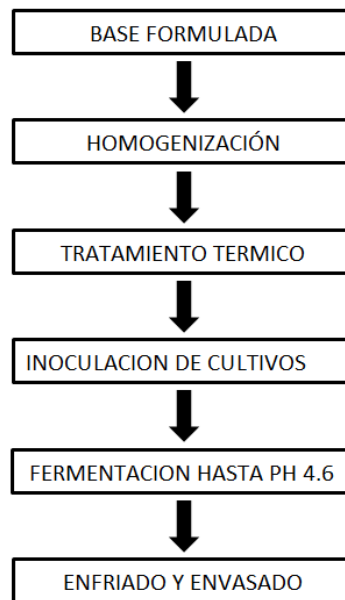 BASE FORMULADA
HOMOGENIZACIÓN
TRATAMIENTO TERMICO
INOCULACION DE CULTIVOS
FERMENTACION HASTA PH 4.6
ENFRIADO Y ENVASADO